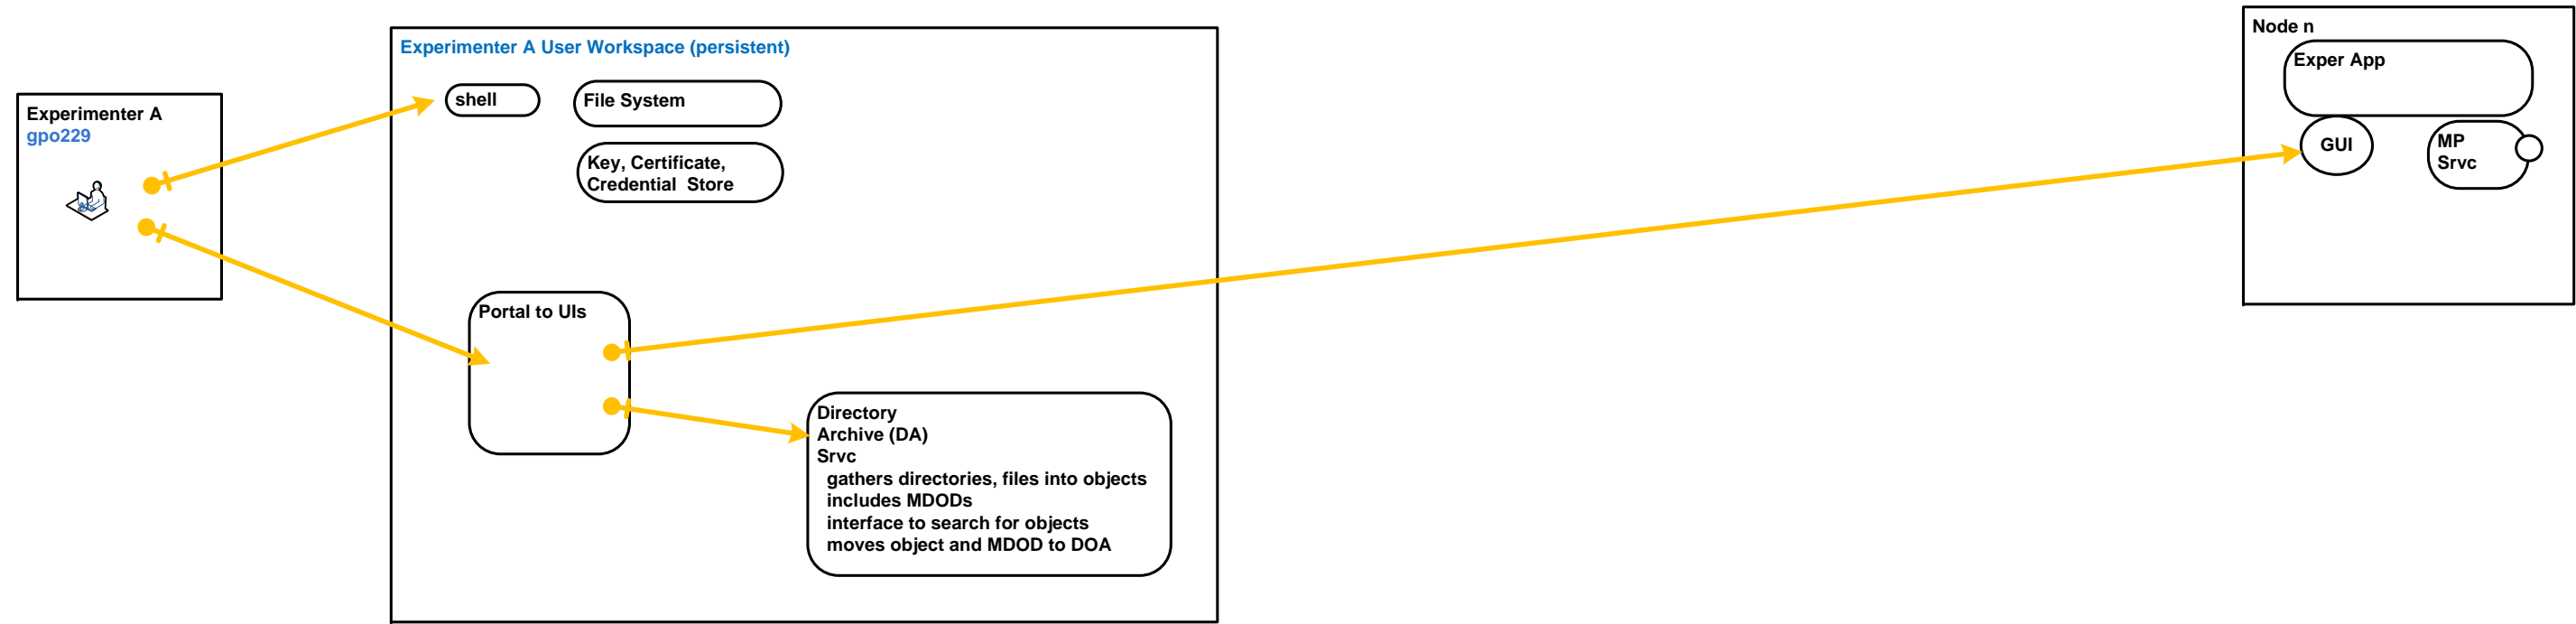 Experimenter A
gpo229
Experimenter A User Workspace (persistent)
shell
File System
Key, Certificate,
Credential Store
Portal to UIs
Directory
Archive (DA)
Srvc
gathers directories, files into objects
includes MDODs
interface to search for objects
moves object and MDOD to DOA
Node n
Exper App
GUI
MP
Srvc